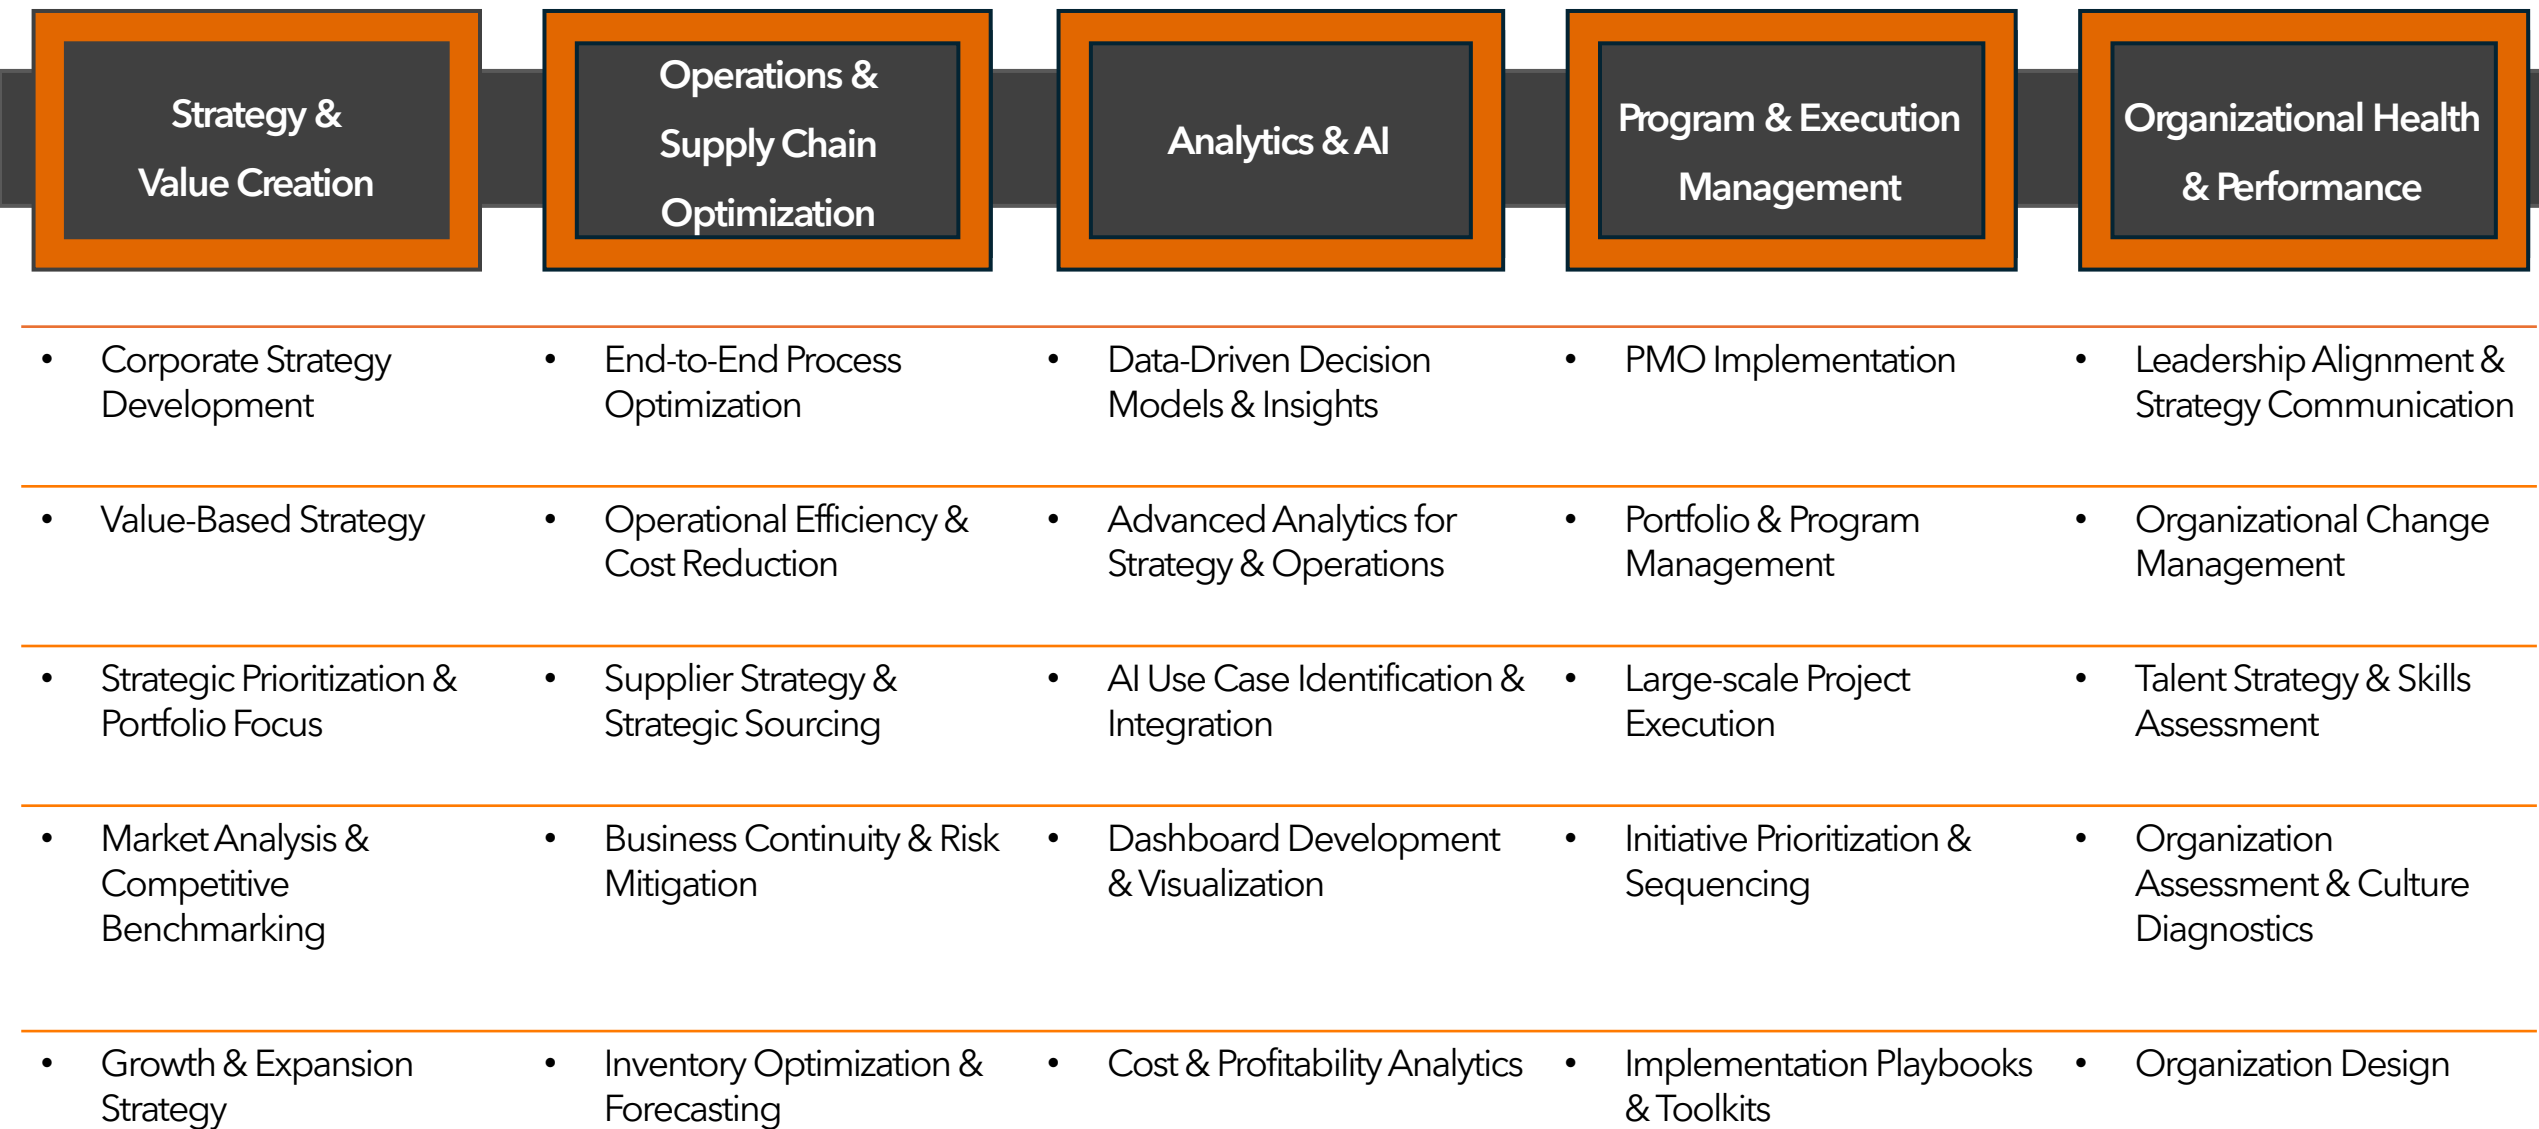 Strategy &
Value Creation
Operations &
Supply Chain
Optimization
Analytics & AI
Program & Execution
Management
Organizational Health
& Performance
• Corporate Strategy
Development
• End-to-End Process
Optimization
• Data-Driven Decision
Models & Insights
• PMO Implementation
• Leadership Alignment &
Strategy Communication
• Value-Based Strategy
• Operational Efficiency &
Cost Reduction
• Advanced Analytics for
Strategy & Operations
• Portfolio & Program
Management
• Organizational Change
Management
• Strategic Prioritization &
Portfolio Focus
• Supplier Strategy &
Strategic Sourcing
• AI Use Case Identification &
Integration
• Large-scale Project
Execution
• Talent Strategy & Skills
Assessment
• Market Analysis &
Competitive
Benchmarking
• Business Continuity & Risk
Mitigation
• Dashboard Development
& Visualization
• Initiative Prioritization &
Sequencing
• Organization
Assessment & Culture
Diagnostics
• Growth & Expansion
Strategy
• Inventory Optimization &
Forecasting
• Cost & Profitability Analytics
• Implementation Playbooks
& Toolkits
• Organization Design